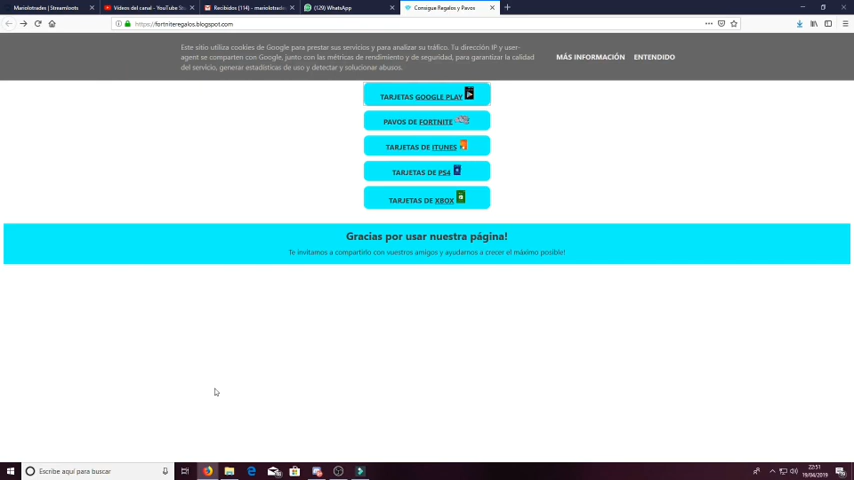 Mariolotrades | Streamloots
Vídeos del canal - YouTube Stu
Recibidos (114) - mariolotrades
(129) WhatsApp
Consigue Regalos y Pavos
https://fortniteregalos.blogspot.com
Este sitio utiliza cookies de Google para prestar sus servicios y para analizar su tráfico. Tu dirección IP y user-
agent se comparten con Google, junto con las métricas de rendimiento y de seguridad, para garantizar la calidad
del servicio, generar estadísticas de uso y detectar y solucionar abusos.
MÁS INFORMACIÓN ENTENDIDO
TARJETAS GOOGLE PLAY
PAVOS DE FORTNITE
TARJETAS DE ITUNES
TARJETAS DE PS4
TARJETAS DE XBOX
Gracias por usar nuestra página!
Te invitamos a compartirlo con vuestros amigos y ayudarnos a crecer el máximo posible!
Escribe aquí para buscar
22:51
19/04/2019